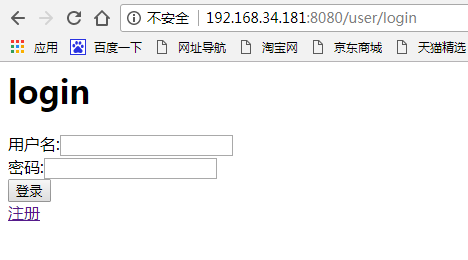 不安全 192.168.34.181:8080/user/login
应用 百度一下 网址导航 淘宝网 京东商城 天猫精选
login
用户名:
密码:
登录
注册